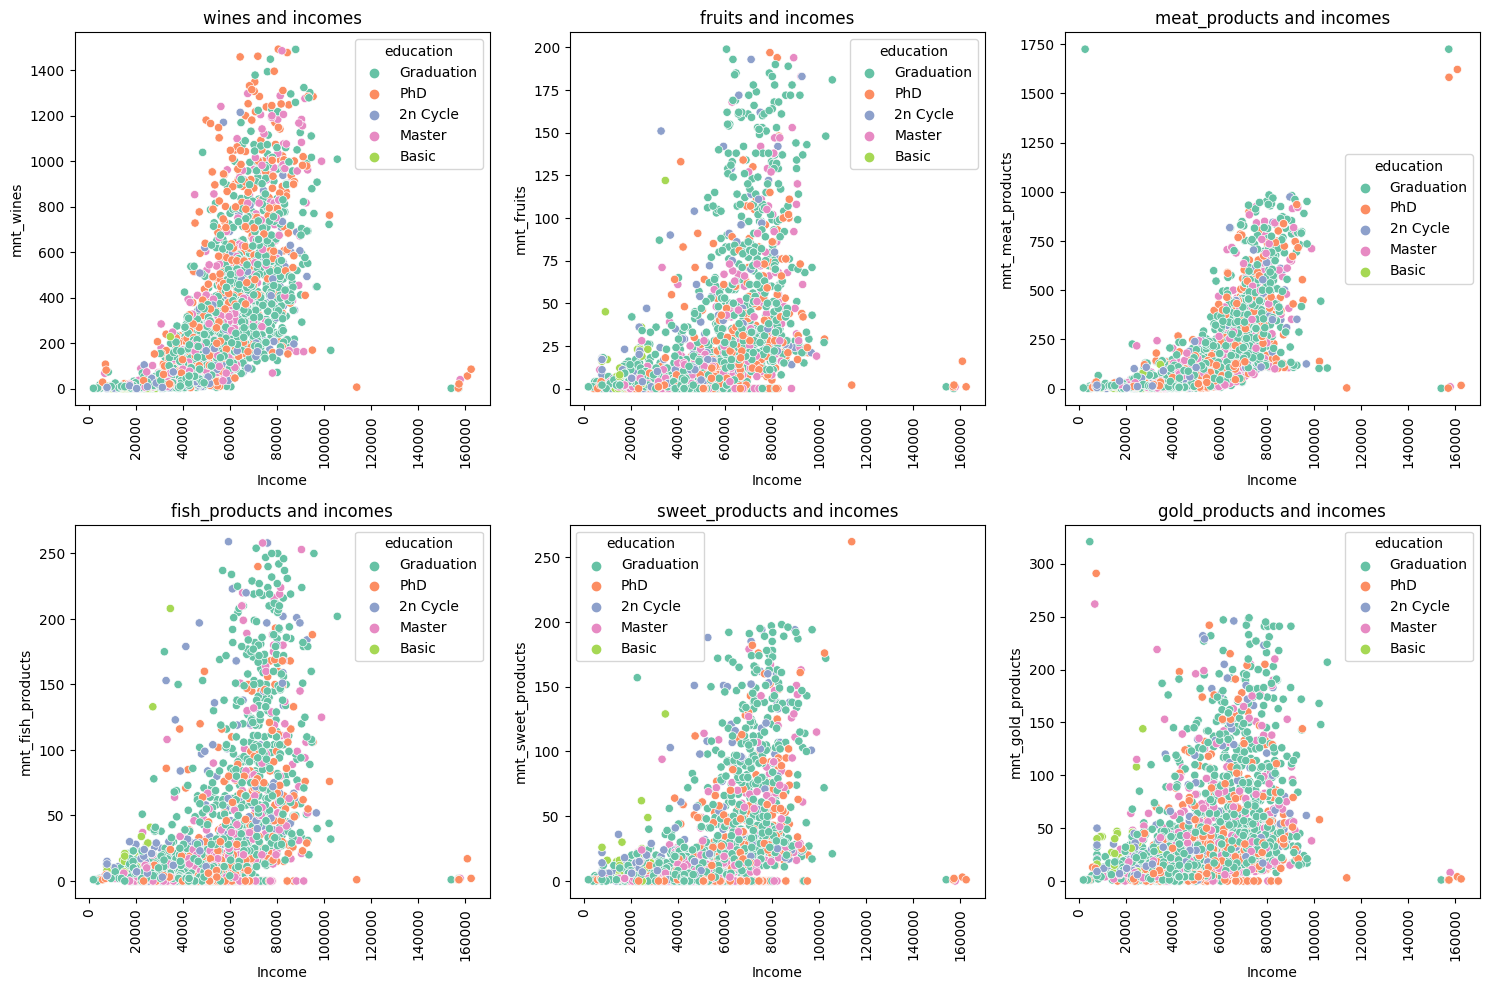 wines and incomes
mnt_wines
1400
1200
1000
800
600
400
200
0
education
Graduation
PhD
2n Cycle
Master
Basic
0
20000
40000
60000
80000
100000
120000
140000
160000
Income
fruits and incomes
mnt_fruits
200
175
150
125
100
75
50
25
0
education
Graduation
PhD
2n Cycle
Master
Basic
0
20000
40000
60000
80000
100000
120000
140000
160000
Income
meat_products and incomes
mnt_meat_products
1750
1500
1250
1000
750
500
250
0
education
Graduation
PhD
2n Cycle
Master
Basic
0
20000
40000
60000
80000
100000
120000
140000
160000
Income
fish_products and incomes
mnt_fish_products
250
200
150
100
50
0
education
Graduation
PhD
2n Cycle
Master
Basic
0
20000
40000
60000
80000
100000
120000
140000
160000
Income
sweet_products and incomes
mnt_sweet_products
250
200
150
100
50
0
education
Graduation
PhD
2n Cycle
Master
Basic
0
20000
40000
60000
80000
100000
120000
140000
160000
Income
gold_products and incomes
mnt_gold_products
300
250
200
150
100
50
0
education
Graduation
PhD
2n Cycle
Master
Basic
0
20000
40000
60000
80000
100000
120000
140000
160000
Income